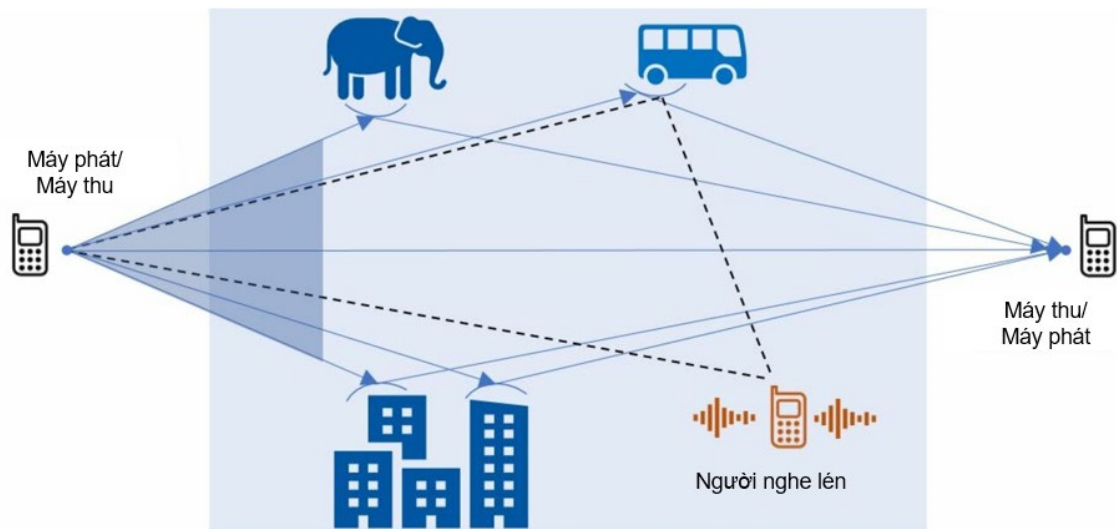 Máy phát/
Máy thu
Máy thu/
Máy phát
Người nghe lén